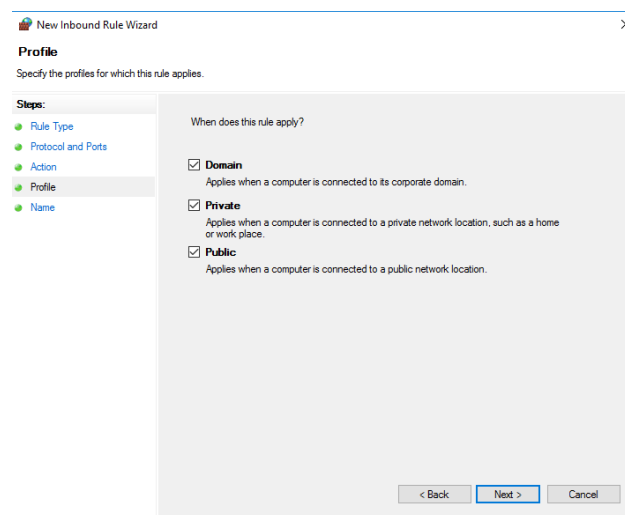 New Inbound Rule Wizard
Profile
Specify the profiles for which this rule applies.
Steps:
Rule Type
Protocol and Ports
Action
Profile
Name
When does this rule apply?
Domain
Applies when a computer is connected to its corporate domain.
Private
Applies when a computer is connected to a private network location, such as a home
or work place.
Public
Applies when a computer is connected to a public network location.
< Back
Next >
Cancel